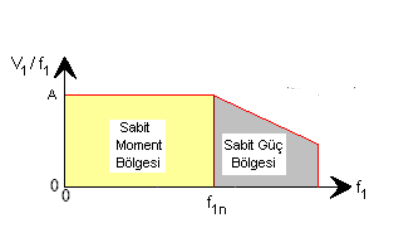 V₁/f₁
A
Sabit
Moment
Bölgesi
Sabit Güç
Bölgesi
0
0
f₁ₙ
f₁